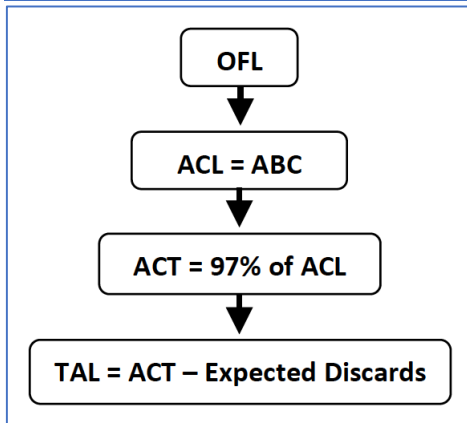 OFL
ACL = ABC
ACT = 97% of ACL
TAL = ACT – Expected Discards